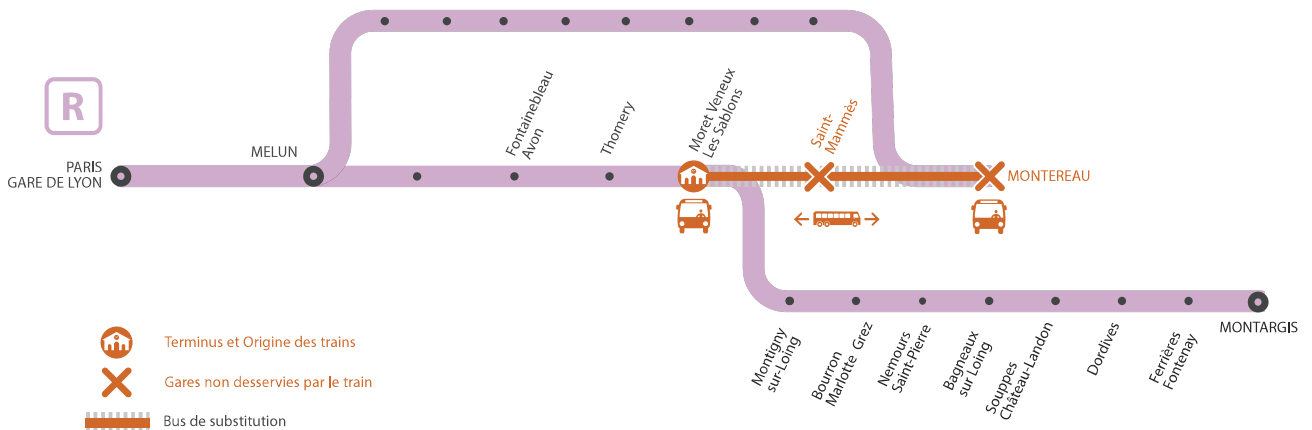 R
PARIS
GARE DE LYON
MELUN
Fontainebleau
Avon
Thomery
Moret Veneux
Les Sablons
Saint-
Mammès
MONTEREAU
Montigny
sur-Loing
Bourron
Marlotte Grez
Nemours
Saint-Pierre
Bagneaux
sur Loing
Souppes
Château-Landon
Dordives
Ferrières
Fontenay
MONTARGIS
Terminus et Origine des trains
Gares non desservies par le train
Bus de substitution